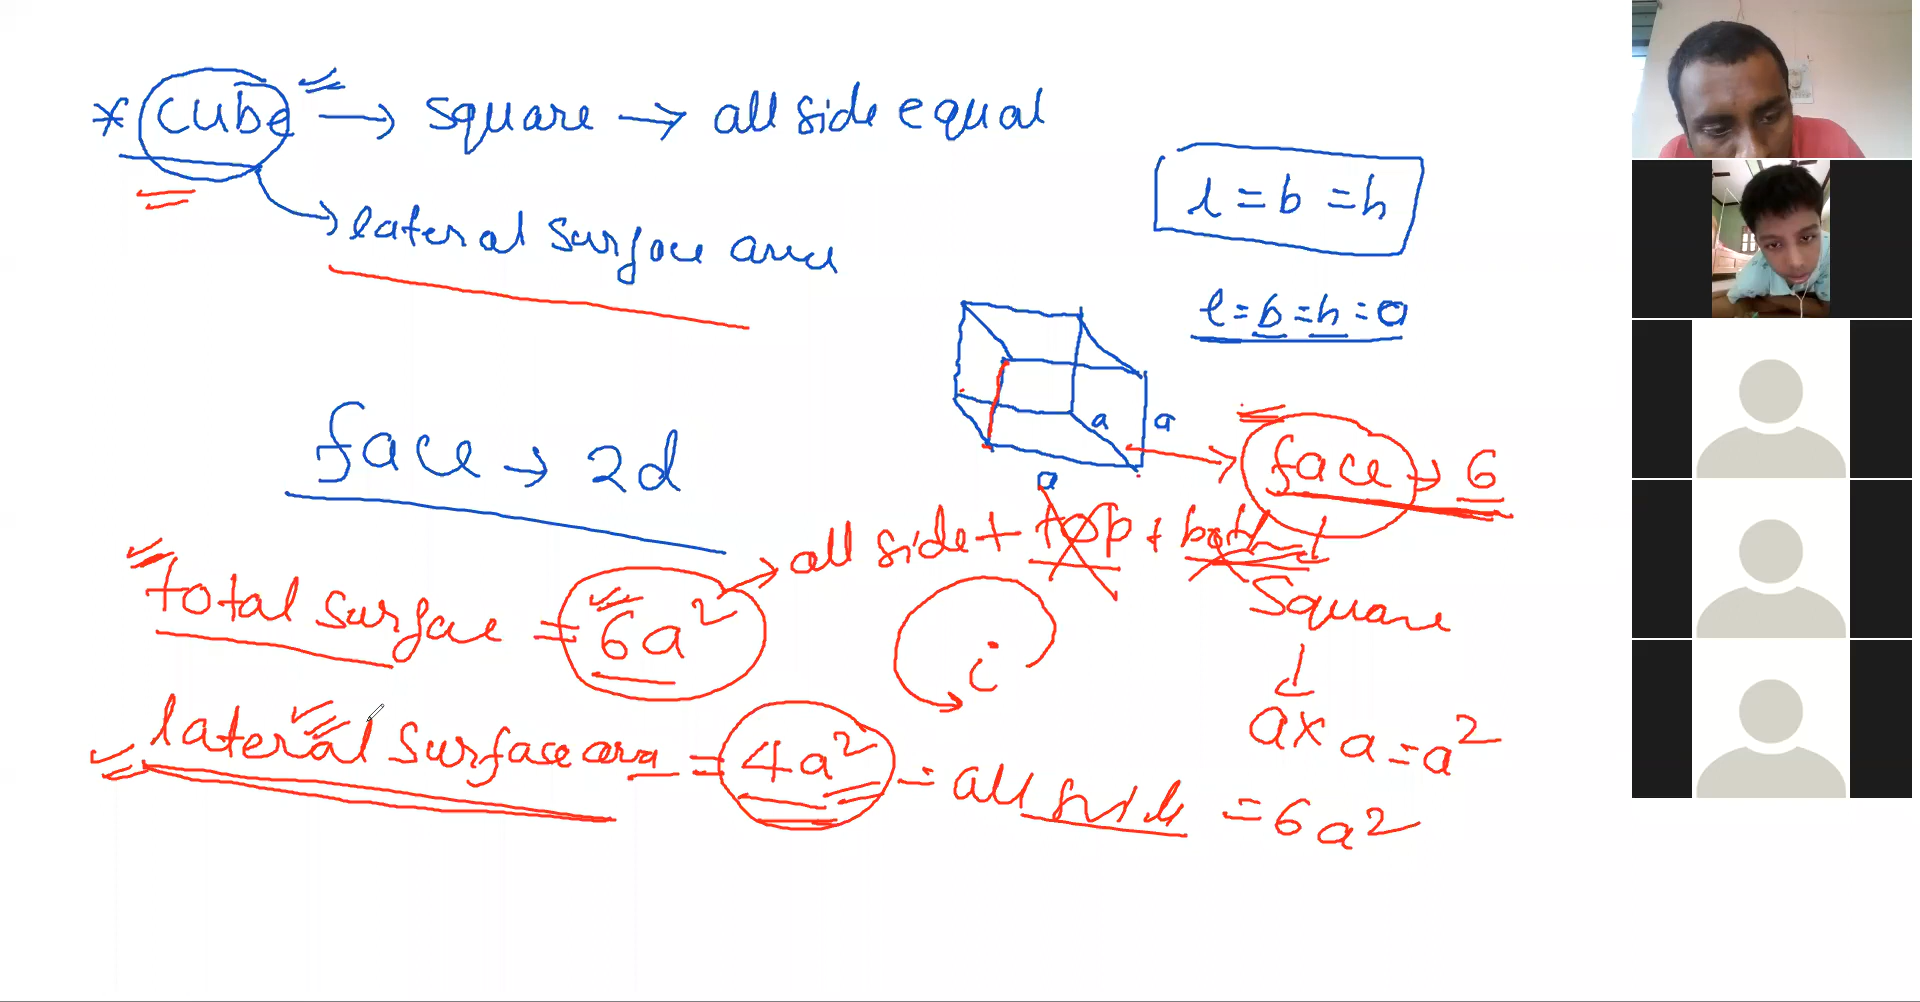 * cube → square → all side equal
l = b = h
→ lateral surface area
l = b = h = a
a
a
a
face → 2d
face → 6
all side + top + both
total surface = 6a²
Square
i
a x a = a²
lateral surface area = 4a² = all side = 6a²